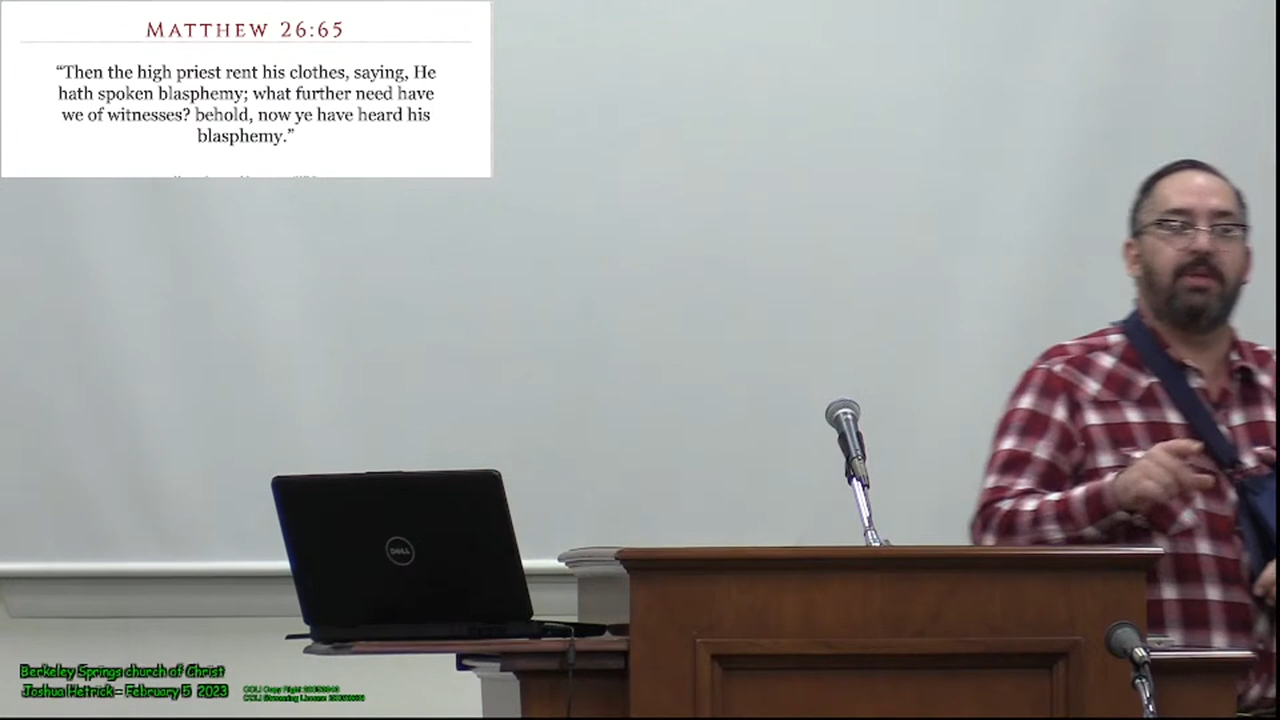 MATTHEW 26:65
“Then the high priest rent his clothes, saying, He
hath spoken blasphemy; what further need have
we of witnesses? behold, now ye have heard his
blasphemy.”
DELL
Berkeley Springs church of Christ
Joshua Hetrick - February 5 2023